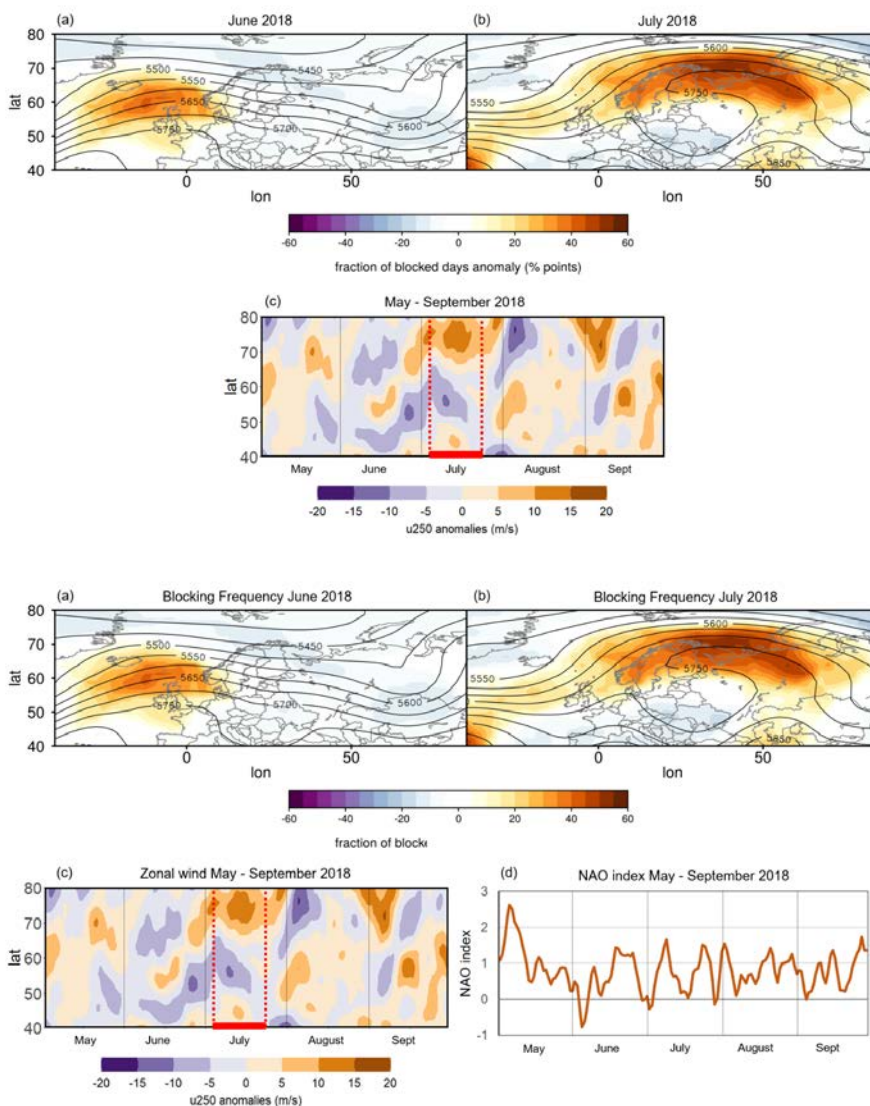 (a) June 2018 (b) July 2018
80
70
60
50
40
lat
5500
5550
5650
5750
5450
5700
5600
5550
5600
5750
5850
0 50 0 50
lon lon
-60 -40 -20 0 20 40 60
fraction of blocked days anomaly (% points)
(c) May - September 2018
80
70
60
50
40
lat
May June July August Sept
-20 -15 -10 -5 0 5 10 15 20
u250 anomalies (m/s)
(a) Blocking Frequency June 2018 (b) Blocking Frequency July 2018
80
70
60
50
40
lat
5500
5550
5650
5750
5450
5700
5600
5550
5600
5750
5850
0 50 0 50
lon lon
-60 -40 -20 0 20 40 60
fraction of
(c) Zonal wind May - September 2018 (d) NAO index May - September 2018
80
70
60
50
40
lat
May June July August Sept
-20 -15 -10 -5 0 5 10 15 20
u250 anomalies (m/s)
3
2
1
0
-1
NAO index
May June July August Sept